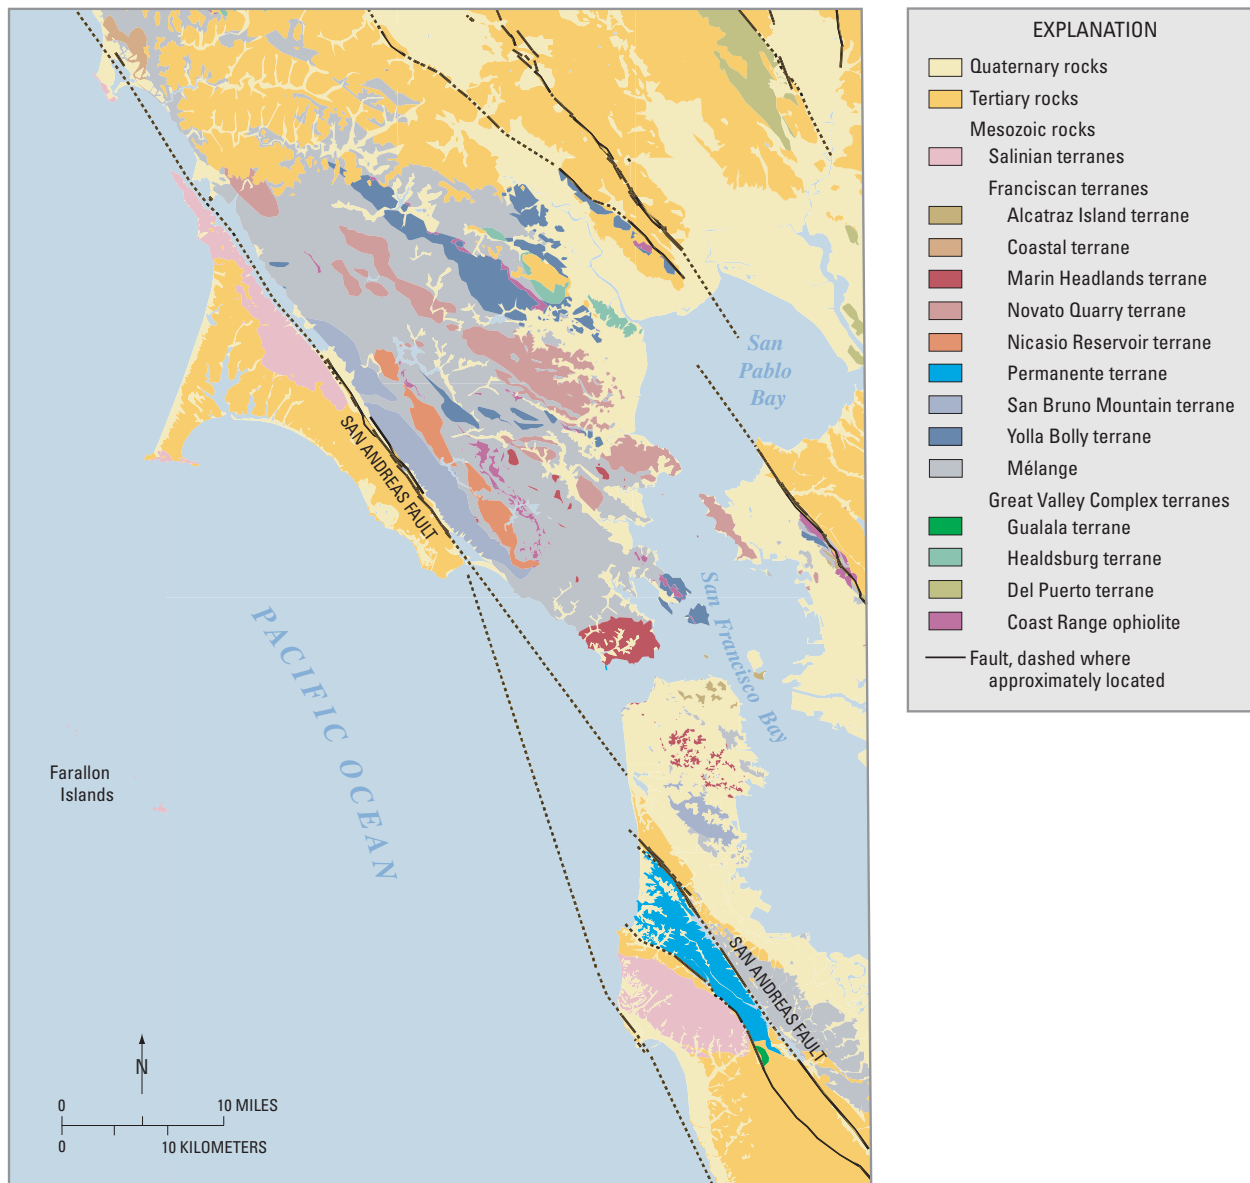 San
Pablo
Bay
SAN ANDREAS FAULT
San Francisco Bay
PACIFIC OCEAN
Farallon
Islands
SAN ANDREAS FAULT
N
0 10 MILES
0 10 KILOMETERS
EXPLANATION
Quaternary rocks
Tertiary rocks
Mesozoic rocks
Salinian terranes
Franciscan terranes
Alcatraz Island terrane
Coastal terrane
Marin Headlands terrane
Novato Quarry terrane
Nicasio Reservoir terrane
Permanente terrane
San Bruno Mountain terrane
Yolla Bolly terrane
Mélange
Great Valley Complex terranes
Gualala terrane
Healdsburg terrane
Del Puerto terrane
Coast Range ophiolite
Fault, dashed where
approximately located